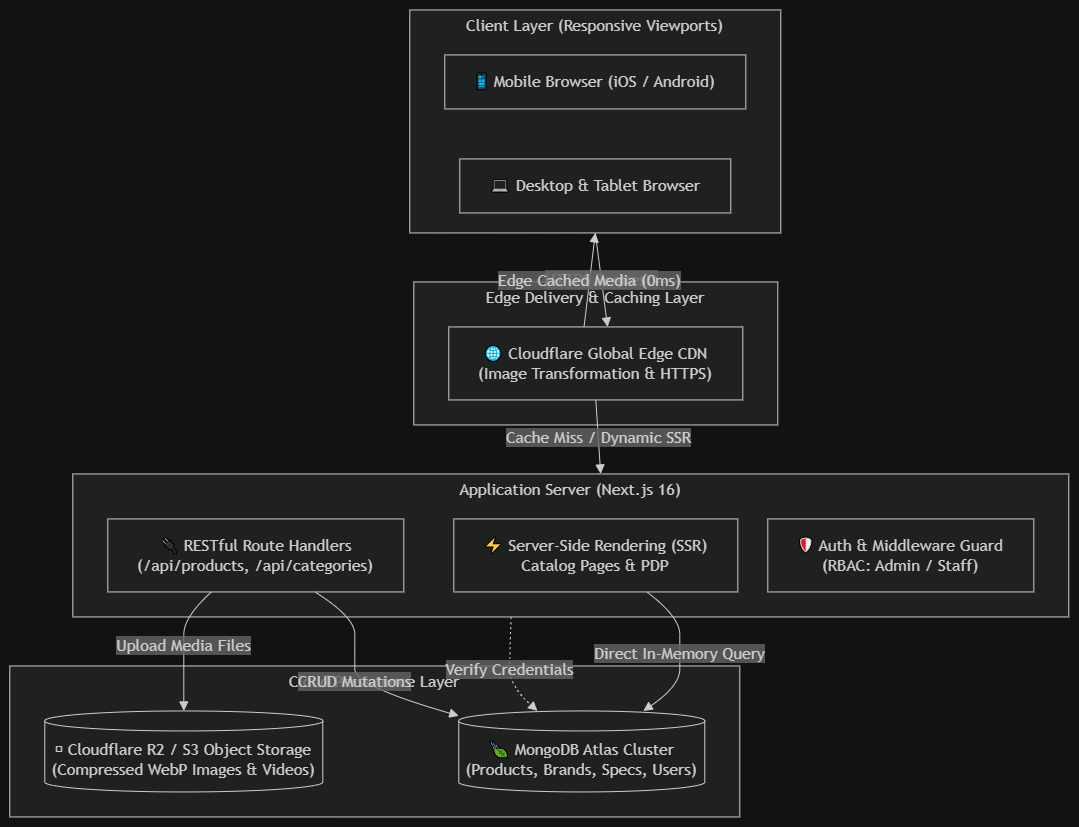 Client Layer (Responsive Viewports)
📱 Mobile Browser (iOS / Android)
💻 Desktop & Tablet Browser
Edge Cached Media (0ms)
Edge Delivery & Caching Layer
🌐 Cloudflare Global Edge CDN
(Image Transformation & HTTPS)
Cache Miss / Dynamic SSR
Application Server (Next.js 16)
🔌 RESTful Route Handlers
(/api/products, /api/categories)
⚡ Server-Side Rendering (SSR)
Catalog Pages & PDP
🛡️ Auth & Middleware Guard
(RBAC: Admin / Staff)
Upload Media Files
Direct In-Memory Query
Verify Credentials
CRUD Mutations
Layer
Cloudflare R2 / S3 Object Storage
(Compressed WebP Images & Videos)
🍃 MongoDB Atlas Cluster
(Products, Brands, Specs, Users)